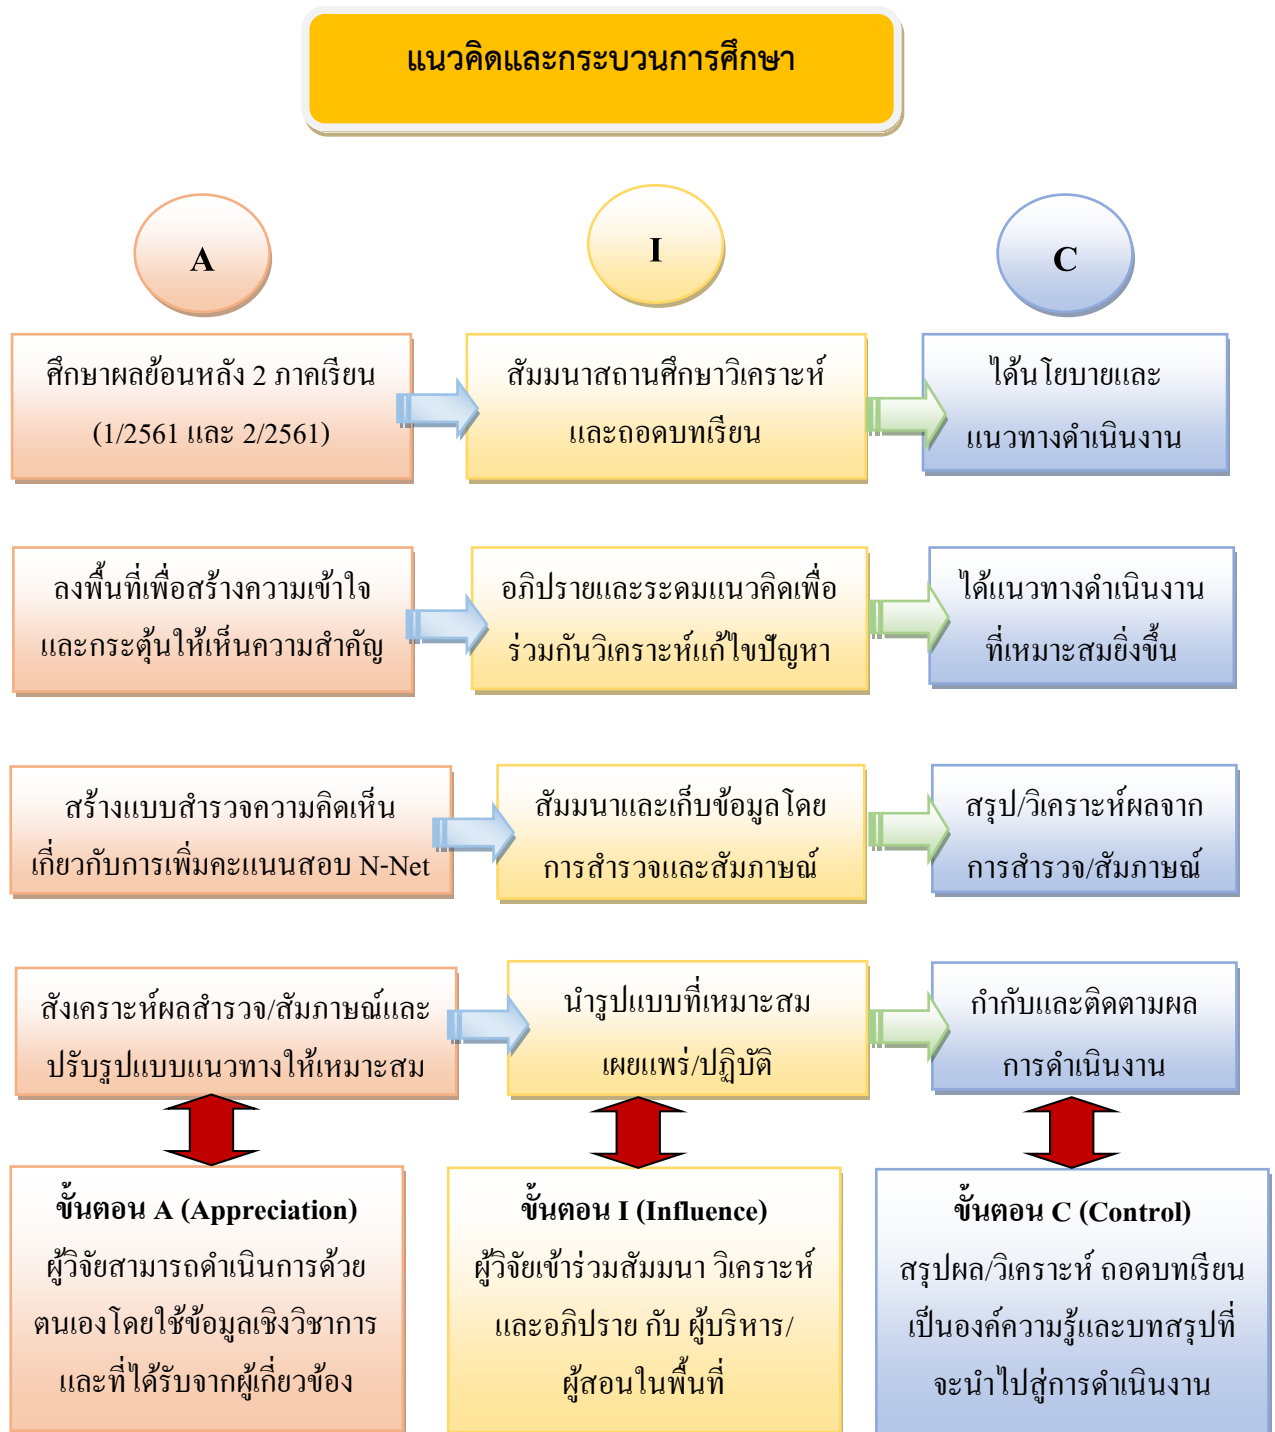 แนวคิดและกระบวนการศึกษา
A
I
C
ศึกษาผลย้อนหลัง 2 ภาคเรียน
(1/2561 และ 2/2561)
สัมมนาสถานศึกษาวิเคราะห์
และถอดบทเรียน
ได้นโยบายและ
แนวทางดำเนินงาน
ลงพื้นที่เพื่อสร้างความเข้าใจ
และกระตุ้นให้เห็นความสำคัญ
อภิปรายและระดมแนวคิดเพื่อ
ร่วมกันวิเคราะห์แก้ไขปัญหา
ได้แนวทางดำเนินงาน
ที่เหมาะสมยิ่งขึ้น
สร้างแบบสำรวจความคิดเห็น
เกี่ยวกับการเพิ่มคะแนนสอบ N-Net
สัมมนาและเก็บข้อมูลโดย
การสำรวจและสัมภาษณ์
สรุป/วิเคราะห์ผลจาก
การสำรวจ/สัมภาษณ์
สังเคราะห์ผลสำรวจ/สัมภาษณ์และ
ปรับรูปแบบแนวทางให้เหมาะสม
นำรูปแบบที่เหมาะสม
เผยแพร่/ปฏิบัติ
กำกับและติดตามผล
การดำเนินงาน
ขั้นตอน A (Appreciation)
ผู้วิจัยสามารถดำเนินการด้วย
ตนเองโดยใช้ข้อมูลเชิงวิชาการ
และที่ได้รับจากผู้เกี่ยวข้อง
ขั้นตอน I (Influence)
ผู้วิจัยเข้าร่วมสัมมนา วิเคราะห์
และอภิปราย กับ ผู้บริหาร/
ผู้สอนในพื้นที่
ขั้นตอน C (Control)
สรุปผล/วิเคราะห์ ถอดบทเรียน
เป็นองค์ความรู้และบทสรุปที่
จะนำไปสู่การดำเนินงาน